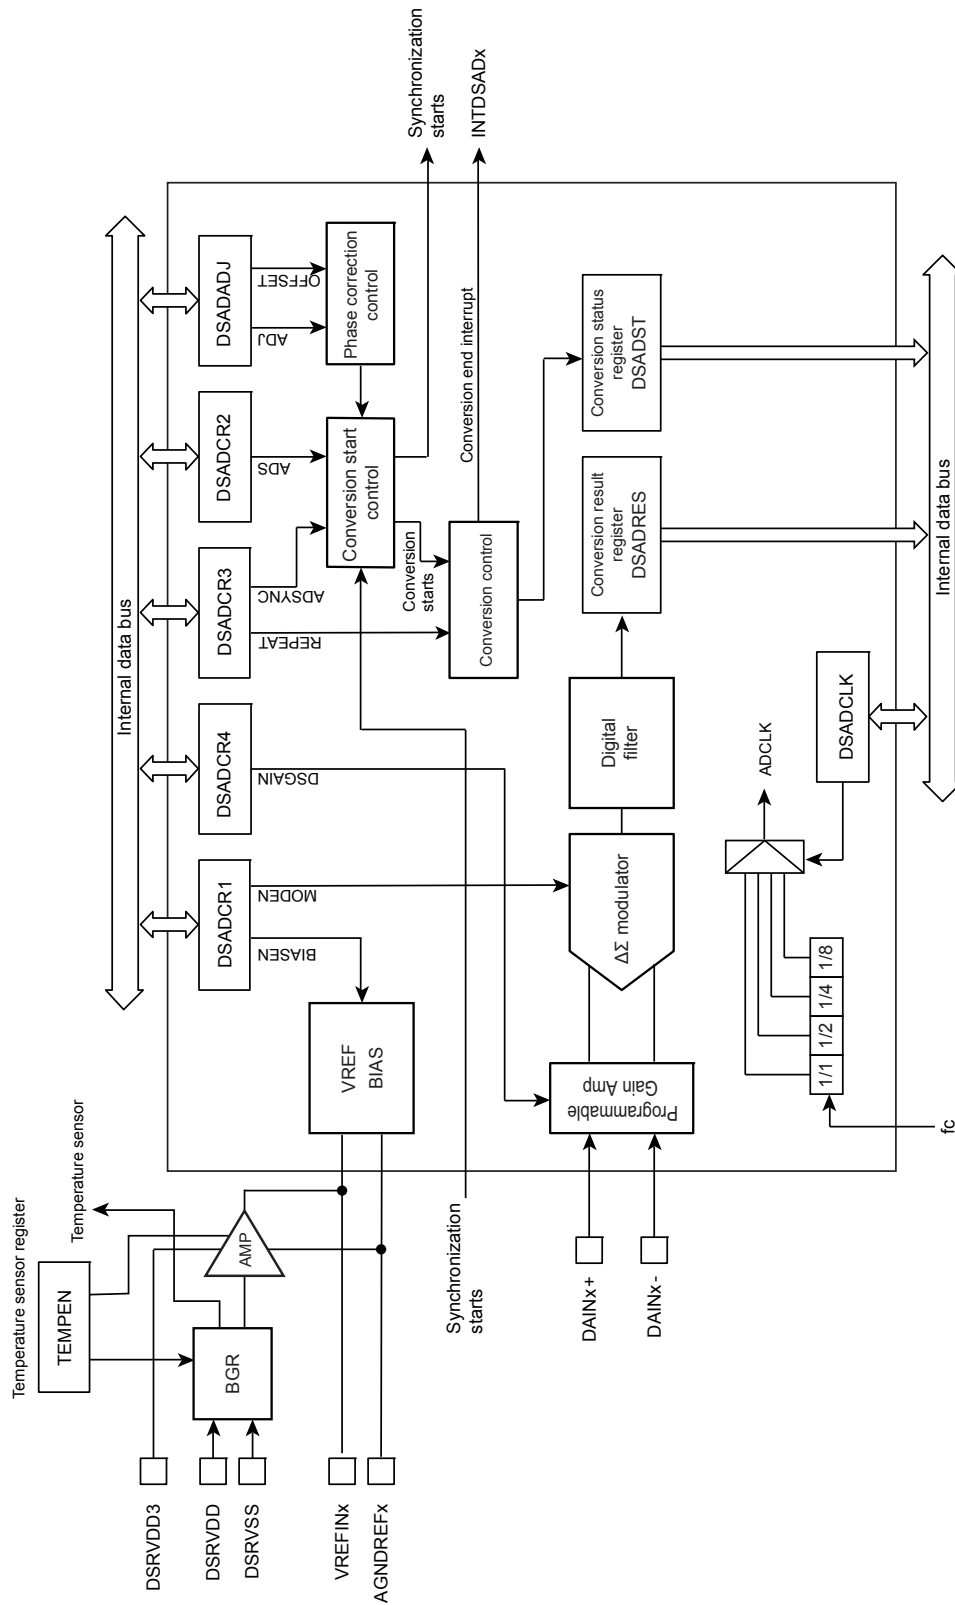 Internal data bus
DSADCR1
DSADCR4
DSADCR3
DSADCR2
DSADADJ
BIASEN
MODEN
DSGAIN
REPEAT
ADSYNC
ADS
ADJ
OFFSET
Temperature sensor register
TEMPEN
Temperature sensor
BGR
AMP
DSRVDD3
DSRVDD
DSRVSS
VREFINx
AGNDREFx
VREF
BIAS
Conversion start
control
Phase correction
control
Synchronization
starts
Conversion
starts
Synchronization
starts
Conversion control
Conversion end interrupt
INTDSADx
DAINx+
DAINx-
Programmable
Gain Amp
ΔΣ modulator
Digital
filter
Conversion result
register
DSADRES
Conversion status
register
DSADST
fc
1/1
1/2
1/4
1/8
ADCLK
DSADCLK
Internal data bus